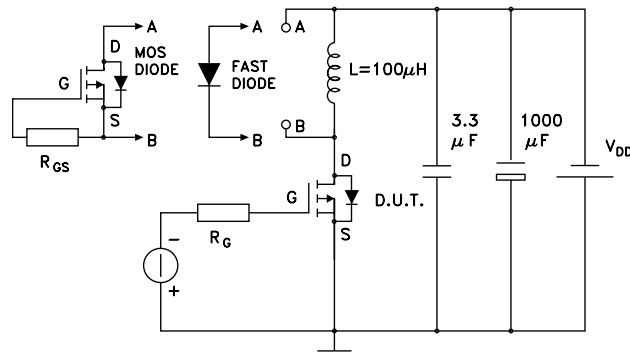 A
A
A
D
MOS
DIODE
FAST
DIODE
L=100μH
G
S
B
B
B
R_GS
3.3
μF
1000
μF
V_DD
D
G
D.U.T.
R_G
S
-
+